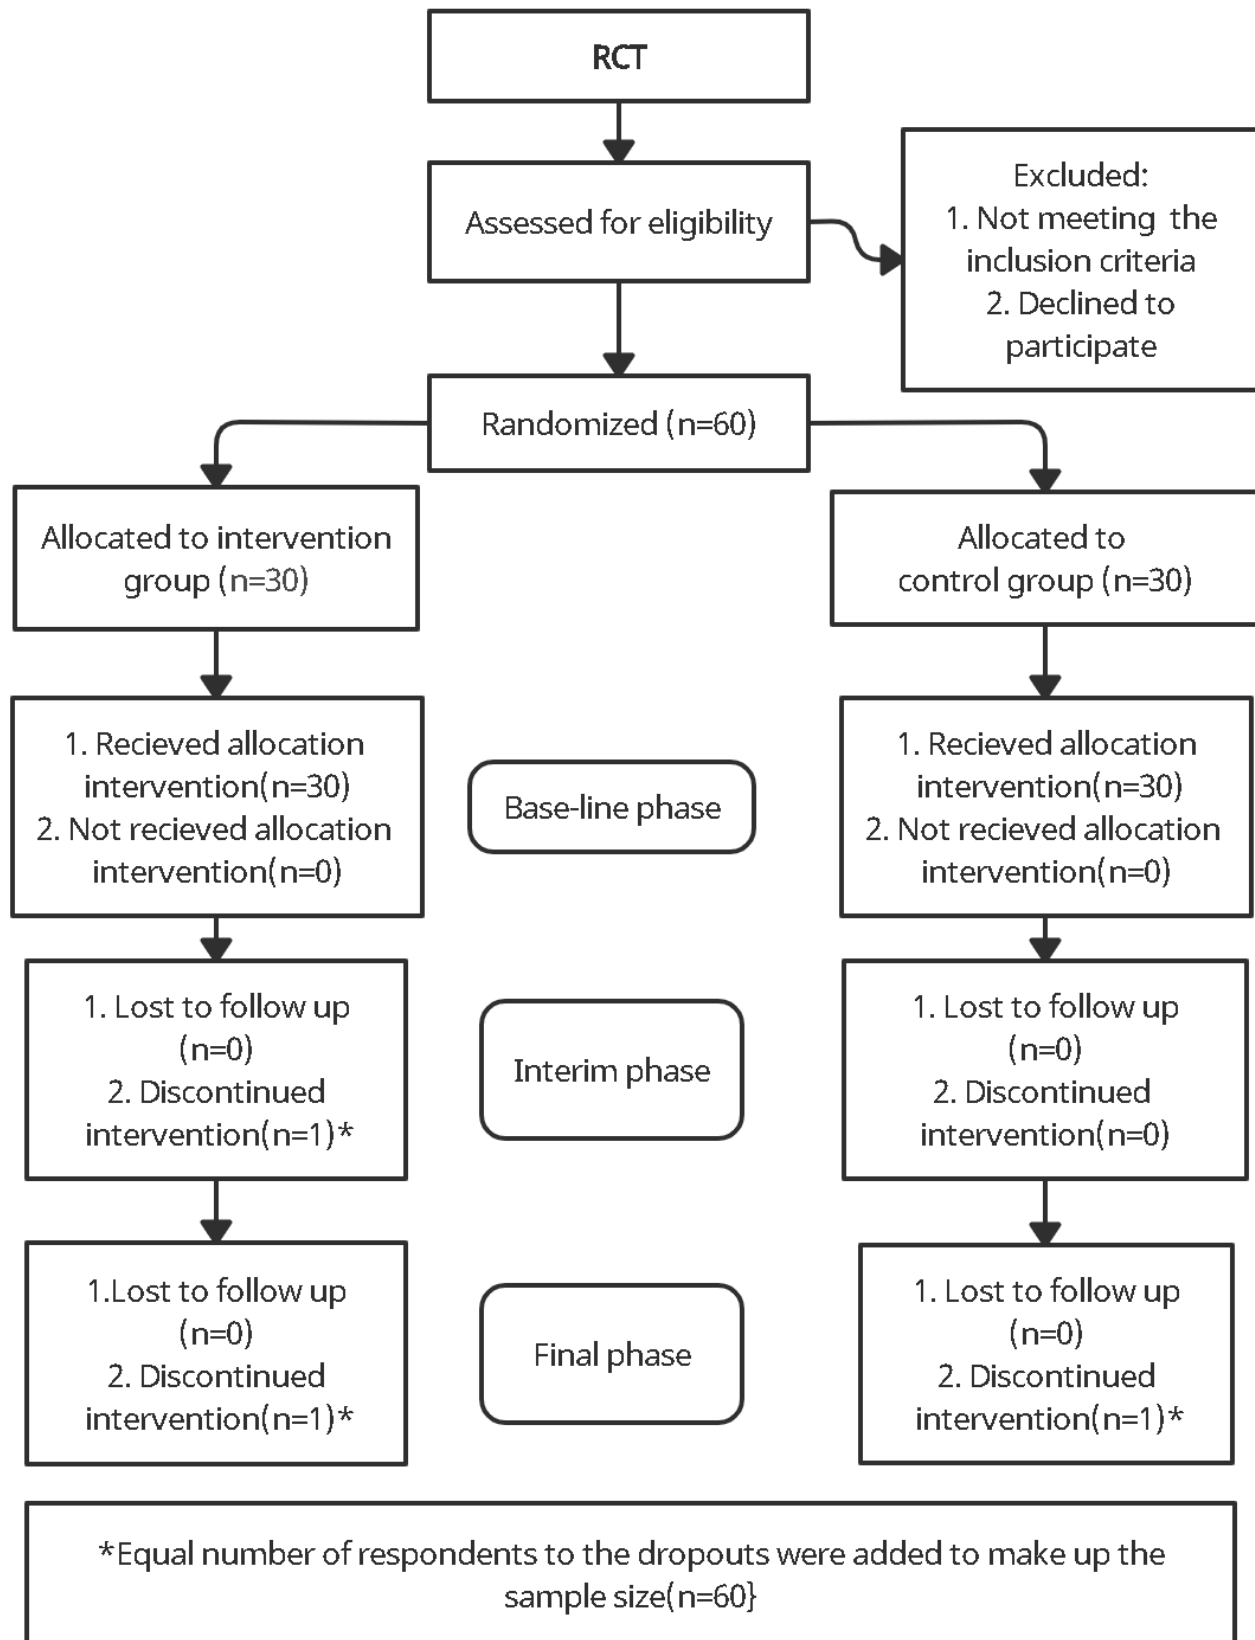 RCT
Assessed for eligibility
Excluded:
1. Not meeting  the
inclusion criteria
2. Declined to
participate
Randomized (n=60)
Allocated to intervention
group (n=30)
Allocated to
control group (n=30)
1. Recieved allocation
intervention(n=30)
2. Not recieved allocation
intervention(n=0)
Base-line phase
1. Recieved allocation
intervention(n=30)
2. Not recieved allocation
intervention(n=0)
1. Lost to follow up
(n=0)
2. Discontinued
intervention(n=1)*
Interim phase
1. Lost to follow up
(n=0)
2. Discontinued
intervention(n=0)
1.Lost to follow up
(n=0)
2. Discontinued
intervention(n=1)*
Final phase
1. Lost to follow up
(n=0)
2. Discontinued
intervention(n=1)*
*Equal number of respondents to the dropouts were added to make up the
sample size(n=60}